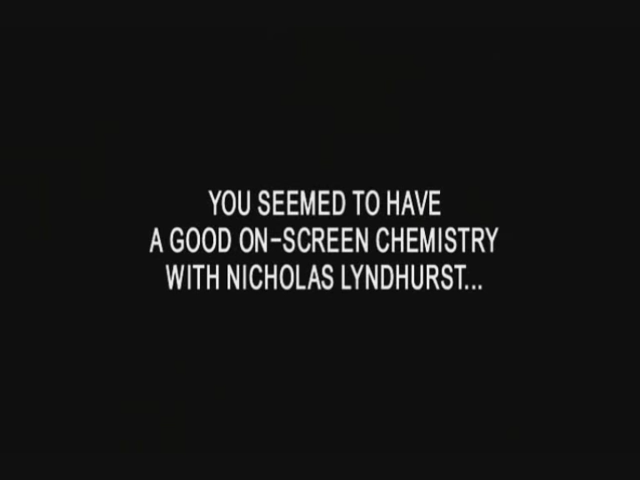 YOU SEEMED TO HAVE
A GOOD ON-SCREEN CHEMISTRY
WITH NICHOLAS LYNDHURST...